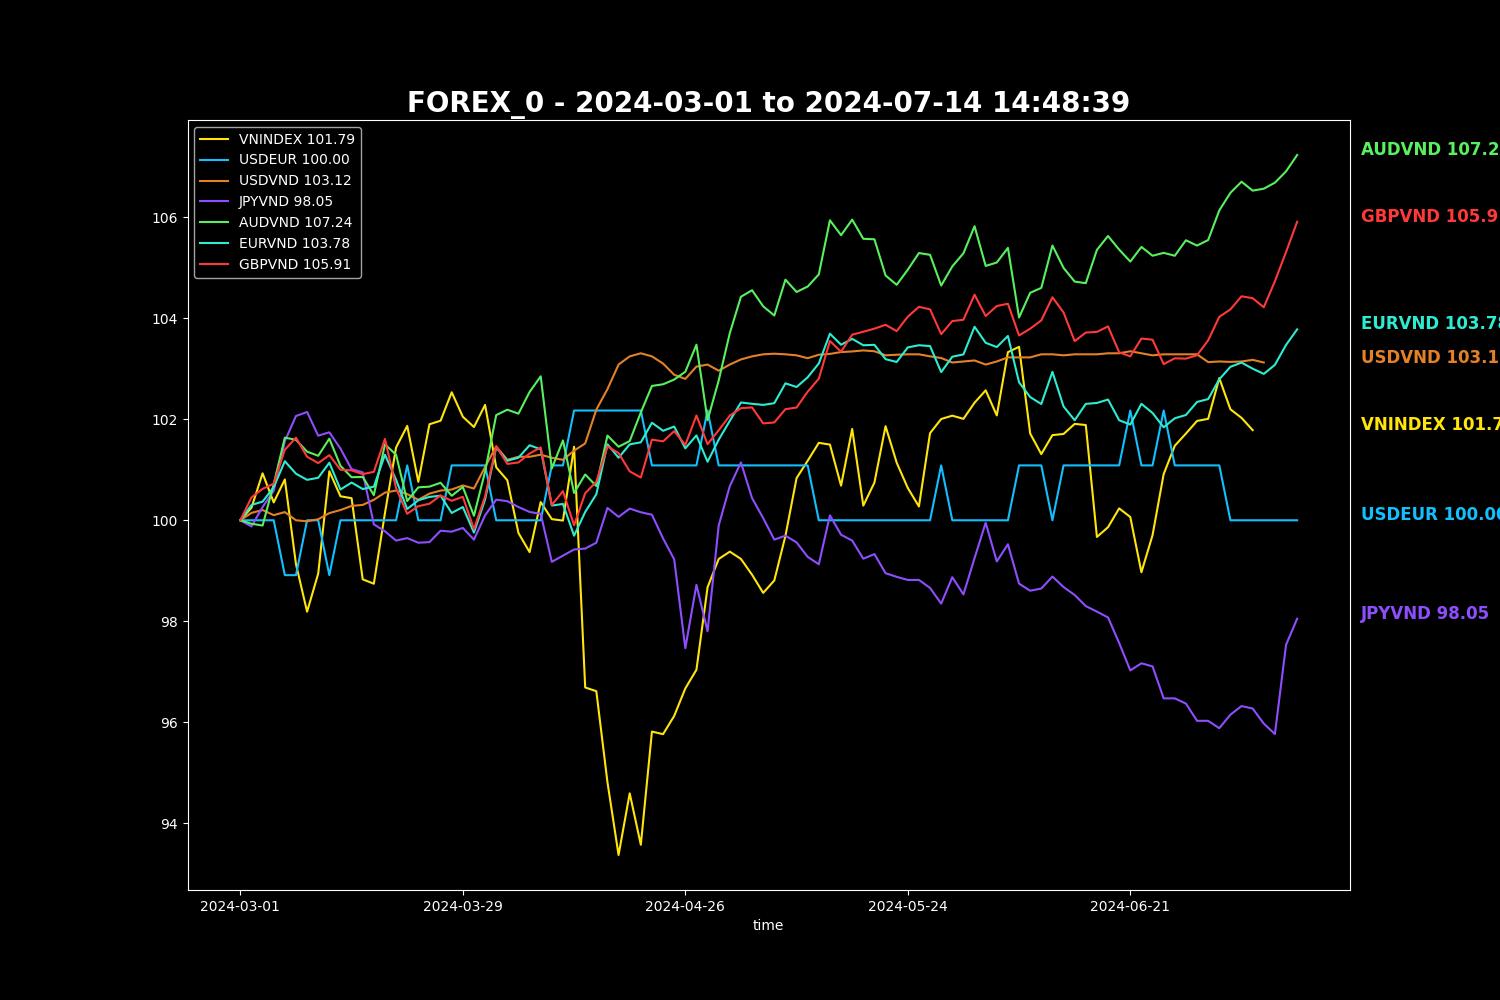 FOREX_0 - 2024-03-01 to 2024-07-14 14:48:39
VNINDEX 101.79
USDEUR 100.00
USDVND 103.12
JPYVND 98.05
AUDVND 107.24
EURVND 103.78
GBPVND 105.91
AUDVND 107.2
GBPVND 105.9
EURVND 103.78
USDVND 103.1
VNINDEX 101.7
USDEUR 100.00
JPYVND 98.05
106
104
102
100
98
96
94
2024-03-01
2024-03-29
2024-04-26
2024-05-24
2024-06-21
time